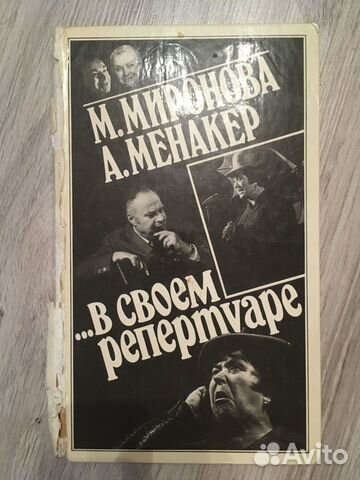 М. МИРОНОВА
А. МЕНАКЕР
...В СВОЕМ
РЕПЕРТУАРЕ
Avito